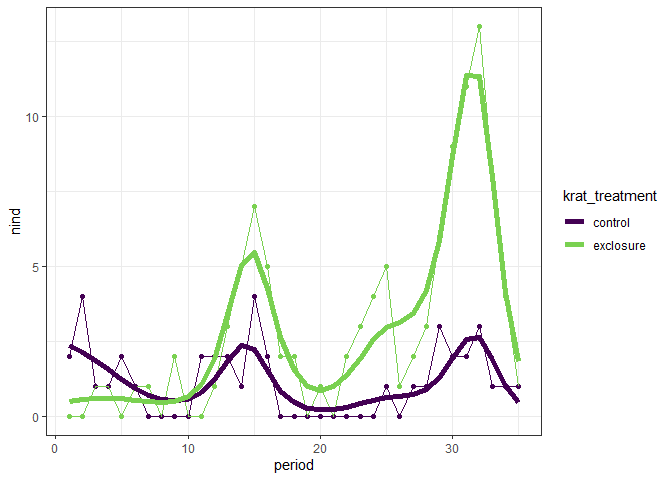 10
5
0
nind
0
10
20
30
period
krat_treatment
control
exclosure